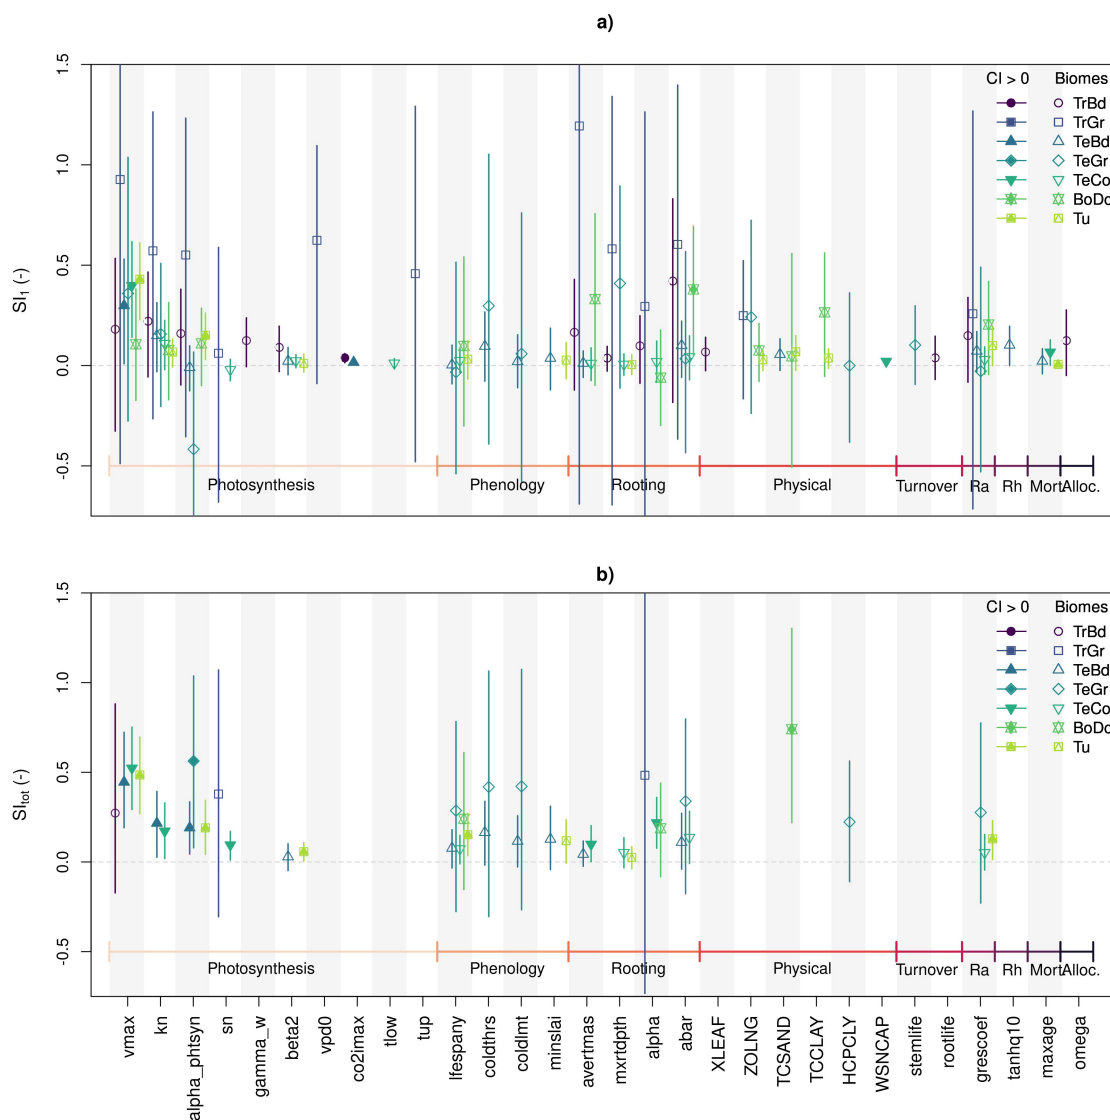 a)
1.5
1.0
0.5
0.0
-0.5
SI1 (-)
CI > 0 Biomes
TrBd
TrGr
TeBd
TeGr
TeCo
BoDc
Tu
Photosynthesis Phenology Rooting Physical Turnover Ra Rh Mort Alloc.
b)
1.5
1.0
0.5
0.0
-0.5
SItot (-)
CI > 0 Biomes
TrBd
TrGr
TeBd
TeGr
TeCo
BoDc
Tu
Photosynthesis Phenology Rooting Physical Turnover Ra Rh Mort Alloc.
vmax
kn
alpha_phtsyn
sn
gamma_w
beta2
vpd0
co2imax
tlow
tup
lfespany
coldthrs
coldlmt
minslai
avertmas
mxrtdpth
alpha
abar
XLEAF
ZOLNG
TCSAND
TCCLAY
HCPCLY
WSNCAP
stemlife
rootlife
grescoef
tanhq10
maxage
omega